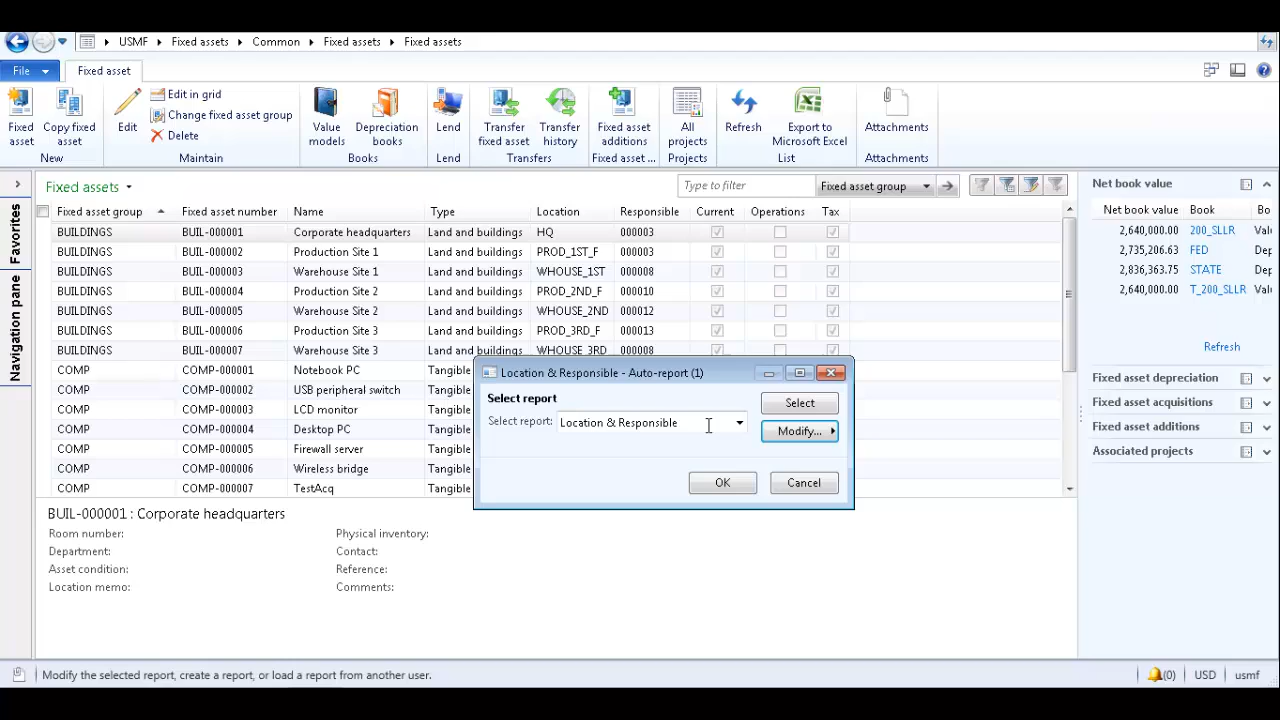 USMF Fixed assets Common Fixed assets Fixed assets
File Fixed asset
Fixed asset
Copy fixed asset
New
Edit
Edit in grid
Change fixed asset group
Delete
Maintain
Value models
Depreciation books
Books
Lend
Lend
Transfer fixed asset
Transfer history
Transfers
Fixed asset additions
Fixed asset ...
All projects
Projects
Refresh
Export to Microsoft Excel
List
Attachments
Attachments
Favorites
Navigation pane
Fixed assets
Type to filter Fixed asset group
Fixed asset group Fixed asset number Name Type Location Responsible Current Operations Tax
BUILDINGS BUIL-000001 Corporate headquarters Land and buildings HQ 000003
BUILDINGS BUIL-000002 Production Site 1 Land and buildings PROD_1ST_F 000003
BUILDINGS BUIL-000003 Warehouse Site 1 Land and buildings WHOUSE_1ST 000008
BUILDINGS BUIL-000004 Production Site 2 Land and buildings PROD_2ND_F 000010
BUILDINGS BUIL-000005 Warehouse Site 2 Land and buildings WHOUSE_2ND 000012
BUILDINGS BUIL-000006 Production Site 3 Land and buildings PROD_3RD_F 000013
BUILDINGS BUIL-000007 Warehouse Site 3 Land and buildings WHOUSE_3RD 000008
COMP COMP-000001 Notebook PC Tangible
COMP COMP-000002 USB peripheral switch Tangible
COMP COMP-000003 LCD monitor Tangible
COMP COMP-000004 Desktop PC Tangible
COMP COMP-000005 Firewall server Tangible
COMP COMP-000006 Wireless bridge Tangible
COMP COMP-000007 TestAcq Tangible
Location & Responsible - Auto-report (1)
Select report
Select report: Location & Responsible
Select
Modify...
OK Cancel
BUIL-000001 : Corporate headquarters
Room number: Physical inventory:
Department: Contact:
Asset condition: Reference:
Location memo: Comments:
Net book value
Net book value Book Bo
2,640,000.00 200_SLLR Valu
2,735,206.63 FED Dep
2,836,363.75 STATE Dep
2,640,000.00 T_200_SLLR Valu
Refresh
Fixed asset depreciation
Fixed asset acquisitions
Fixed asset additions
Associated projects
Modify the selected report, create a report, or load a report from another user.
(0) USD usmf